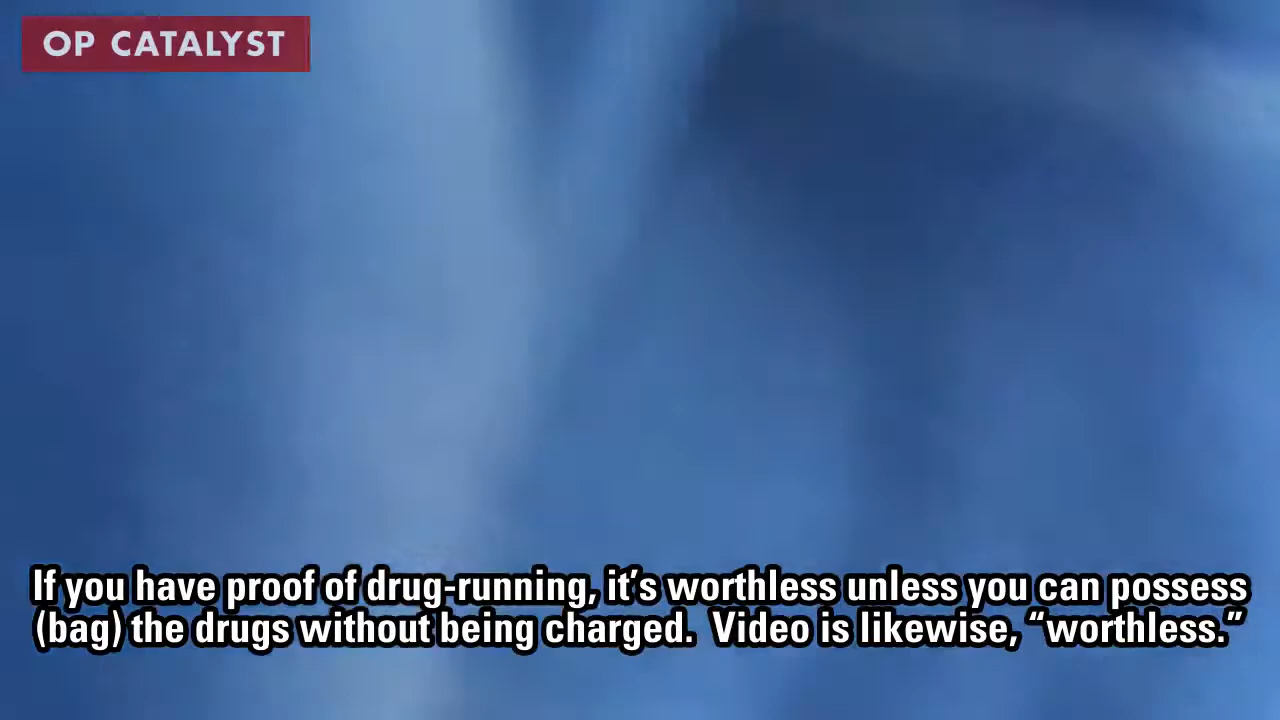 OP CATALYST
If you have proof of drug-running, it’s worthless unless you can possess
(bag) the drugs without being charged.  Video is likewise, “worthless.”